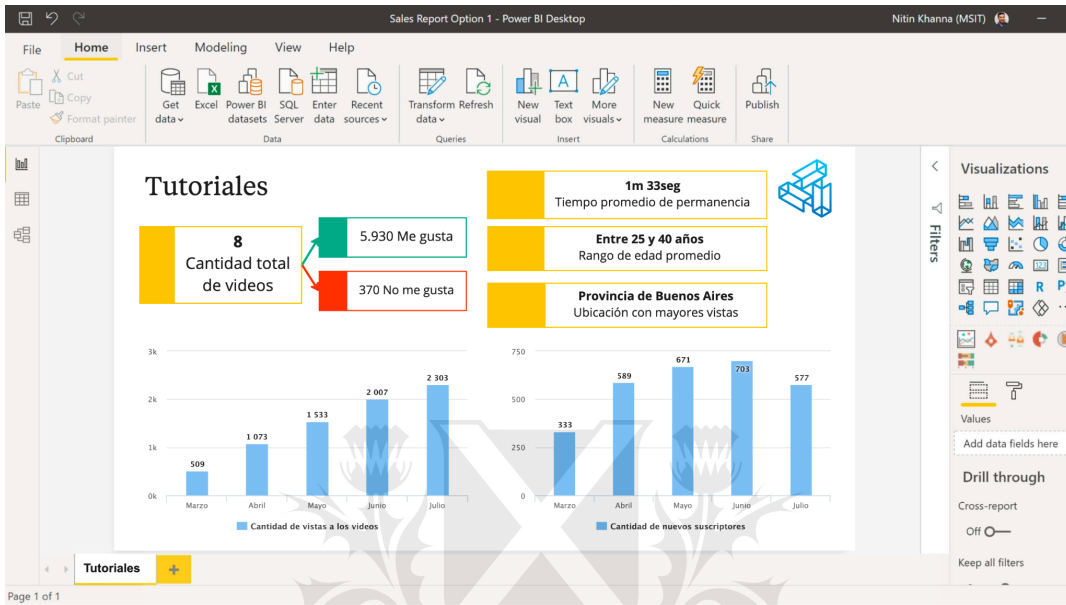 Sales Report Option 1 - Power BI Desktop
Nitin Khanna (MSIT)
File Home Insert Modeling View Help
Paste
Cut
Copy
Format painter
Clipboard
Get data
Excel
Power BI datasets
SQL Server
Enter data
Recent sources
Data
Transform data
Refresh
Queries
New visual
Text box
More visuals
Insert
New measure
Quick measure
Calculations
Publish
Share
Tutoriales
8
Cantidad total
de videos
5.930 Me gusta
370 No me gusta
1m 33seg
Tiempo promedio de permanencia
Entre 25 y 40 años
Rango de edad promedio
Provincia de Buenos Aires
Ubicación con mayores vistas
3k
2k
1k
0k
509
1 073
1 533
2 007
2 303
Marzo Abril Mayo Junio Julio
Cantidad de vistas a los videos
750
500
250
0
333
589
671
703
577
Marzo Abril Mayo Junio Julio
Cantidad de nuevos suscriptores
Filters
Visualizations
123
R
Values
Add data fields here
Drill through
Cross-report
Off
Keep all filters
Tutoriales
+
Page 1 of 1